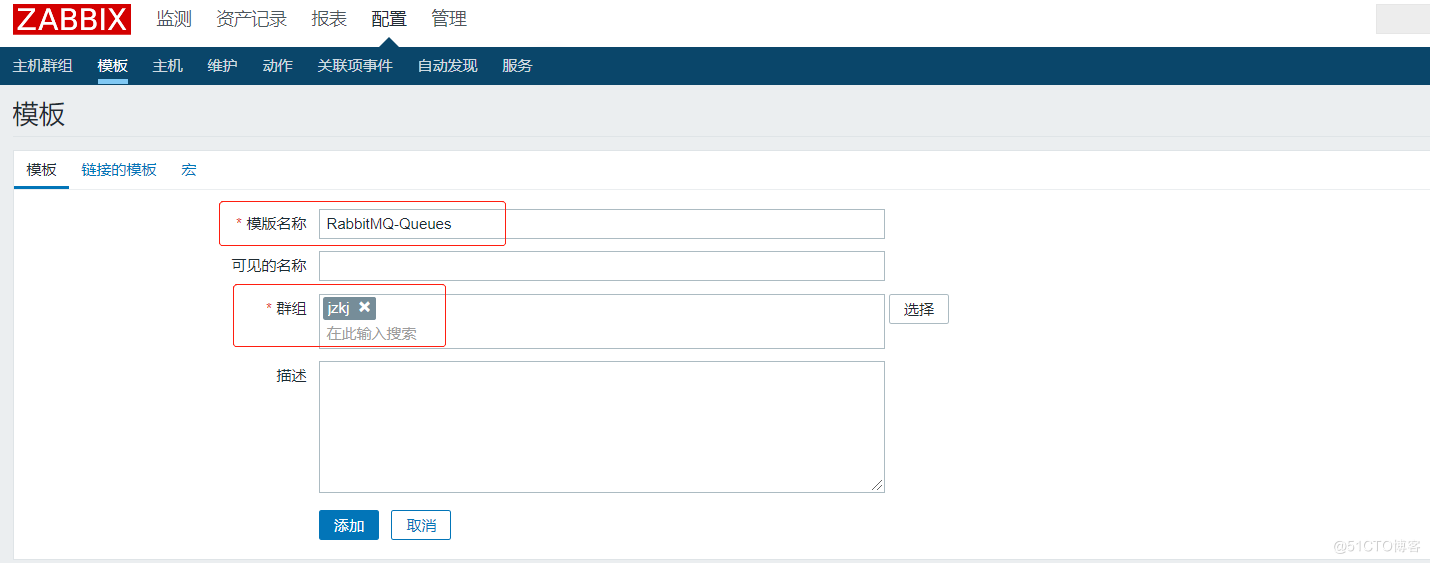 ZABBIX 监测 资产记录 报表 配置 管理
主机群组 模板 主机 维护 动作 关联项事件 自动发现 服务
模板
模板 链接的模板 宏
* 模版名称 RabbitMQ-Queues
可见的名称
* 群组 jzkj ✖ 选择
在此输入搜索
描述
添加 取消
@51CTO博客